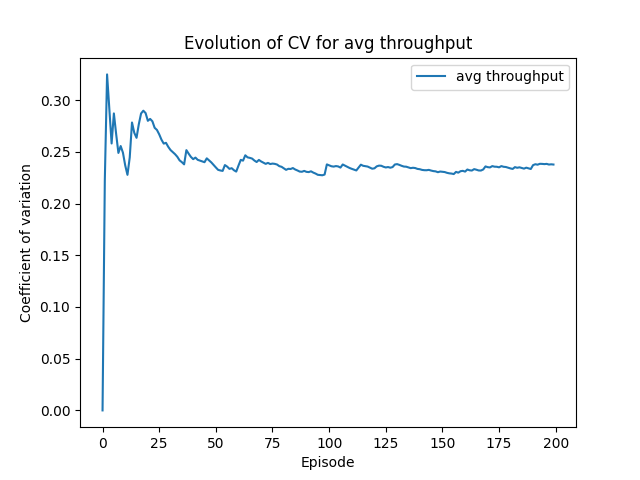 Evolution of CV for avg throughput
avg throughput
Coefficient of variation
0.30
0.25
0.20
0.15
0.10
0.05
0.00
0 25 50 75 100 125 150 175 200
Episode